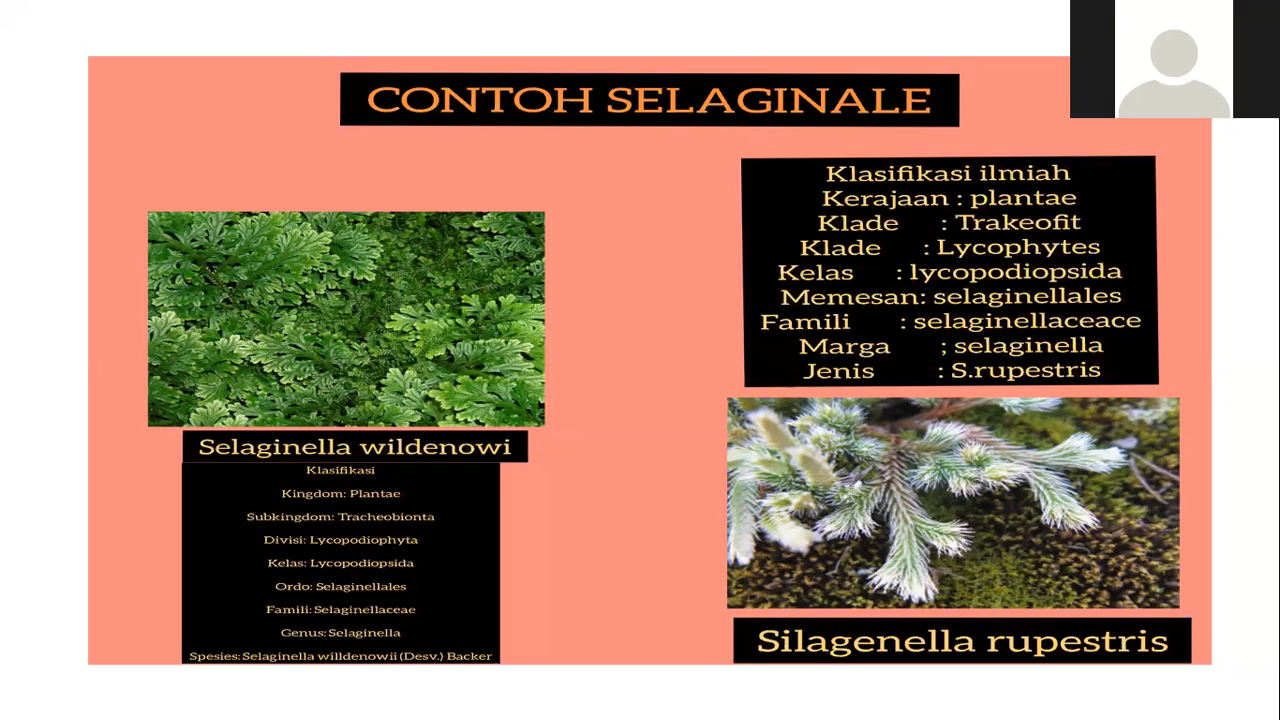 CONTOH SELAGINALE
Selaginella wildenowi
Klasifikasi
Kingdom: Plantae
Subkingdom: Tracheobionta
Divisi: Lycopodiophyta
Kelas: Lycopodiopsida
Ordo: Selaginellales
Famili: Selaginellaceae
Genus: Selaginella
Spesies: Selaginella willdenowii (Desv.) Backer
Klasifikasi ilmiah
Kerajaan : plantae
Klade : Trakeofit
Klade : Lycophytes
Kelas : lycopodiopsida
Memesan: selaginellales
Famili : selaginellaceace
Marga ; selaginella
Jenis : S.rupestris
Silagenella rupestris